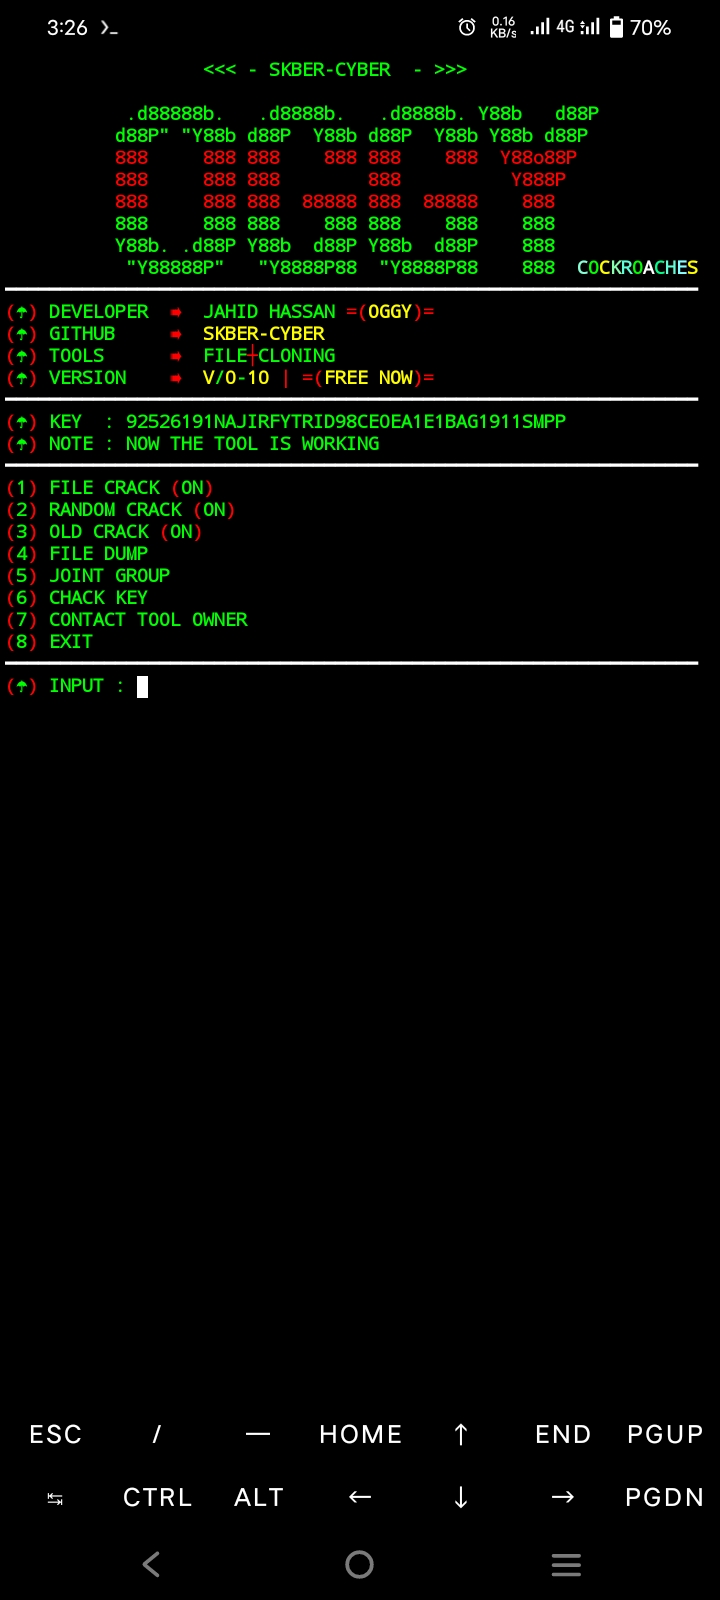 3:26 0.16 KB/s 4G 70%
<<< - SKBER-CYBER - >>>
.d88888b. .d8888b. .d8888b. Y88b d88P
d88P" "Y88b d88P Y88b d88P Y88b Y88b d88P
888 888 888 888 888 888 Y88o88P
888 888 888 888 Y888P
888 888 888 88888 888 88888 888
888 888 888 888 888 888 888
Y88b. .d88P Y88b d88P Y88b d88P 888
"Y88888P" "Y8888P88 "Y8888P88 888 COCKROACHES
(☂) DEVELOPER ➡ JAHID HASSAN =(OGGY)=
(☂) GITHUB ➡ SKBER-CYBER
(☂) TOOLS ➡ FILE┼CLONING
(☂) VERSION ➡ V/0-10 | =(FREE NOW)=
(☂) KEY : 92526191NAJIRFYTRID98CE0EA1E1BAG1911SMPP
(☂) NOTE : NOW THE TOOL IS WORKING
(1) FILE CRACK (ON)
(2) RANDOM CRACK (ON)
(3) OLD CRACK (ON)
(4) FILE DUMP
(5) JOINT GROUP
(6) CHACK KEY
(7) CONTACT TOOL OWNER
(8) EXIT
(☂) INPUT :
ESC / — HOME ↑ END PGUP
↹ CTRL ALT ← ↓ → PGDN